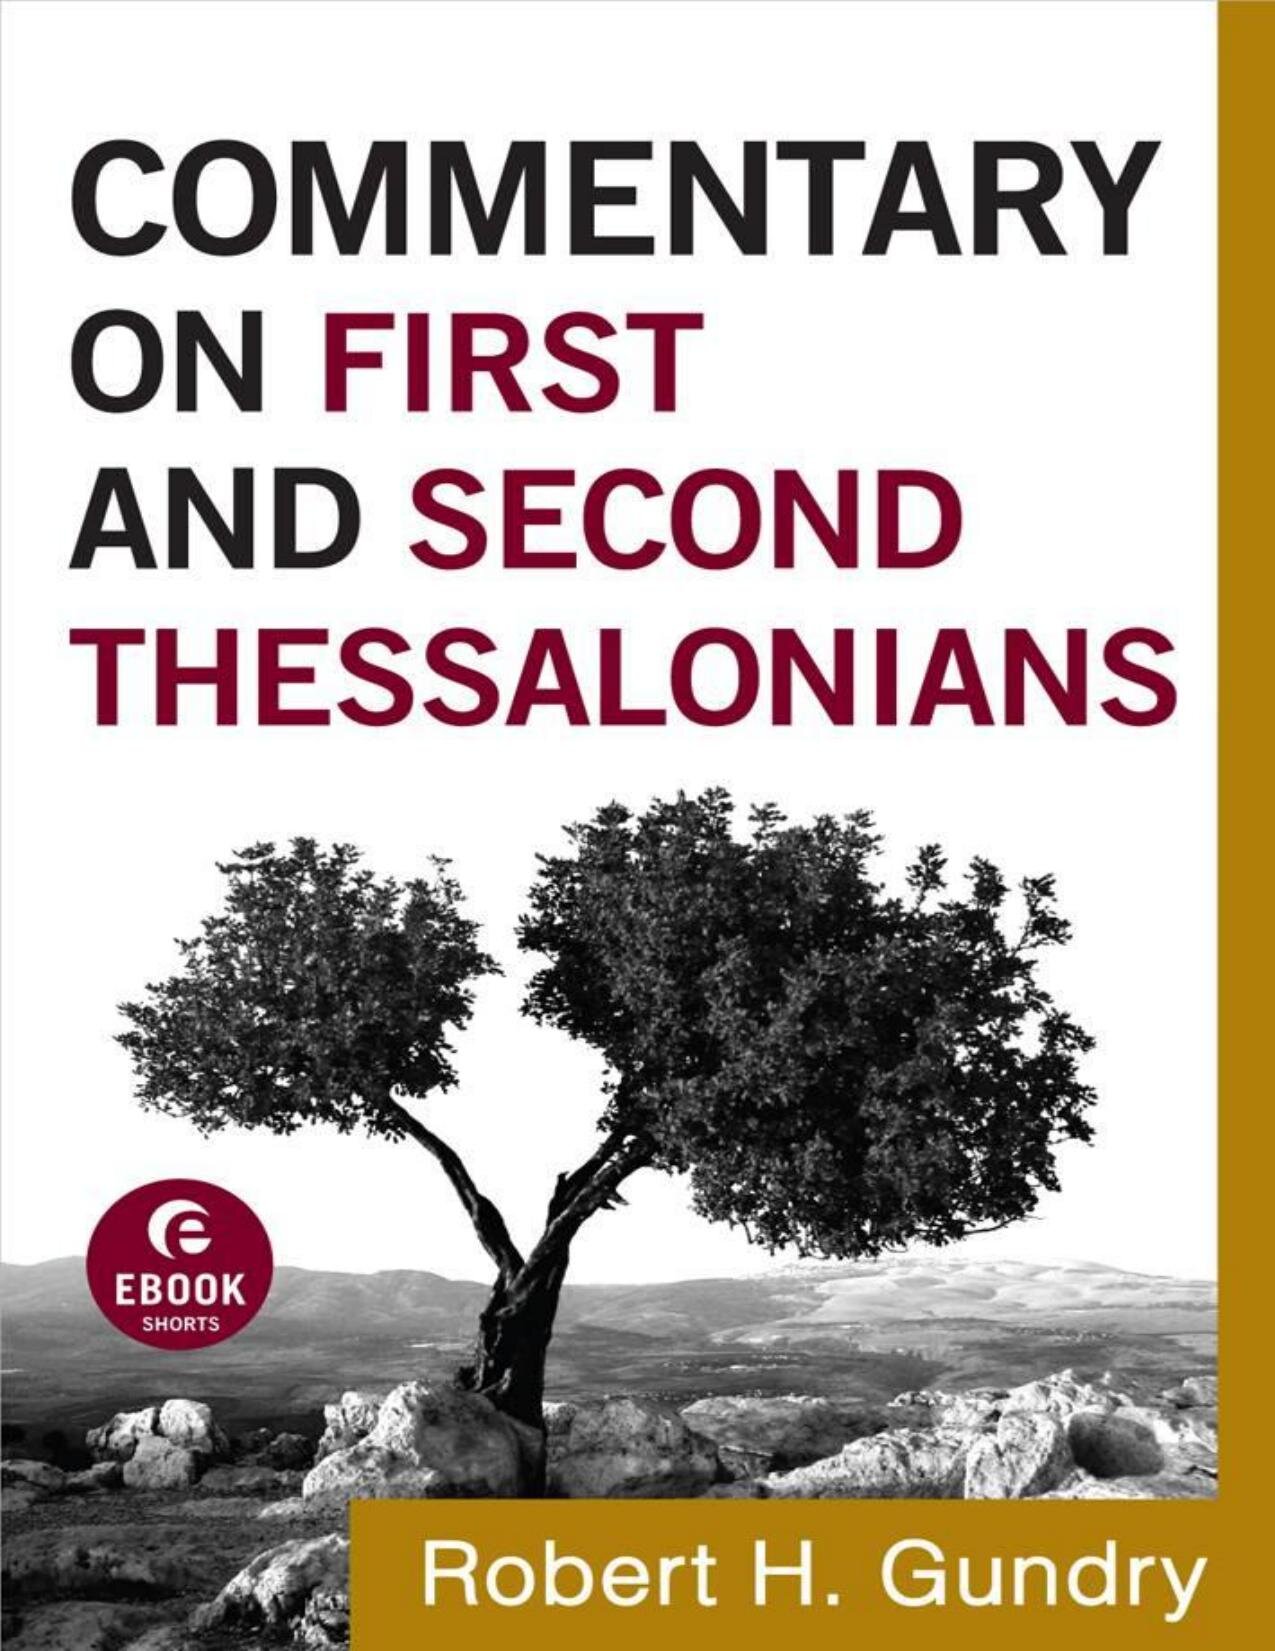 COMMENTARY
ON FIRST
AND SECOND
THESSALONIANS
e
EBOOK
SHORTS
Robert H. Gundry